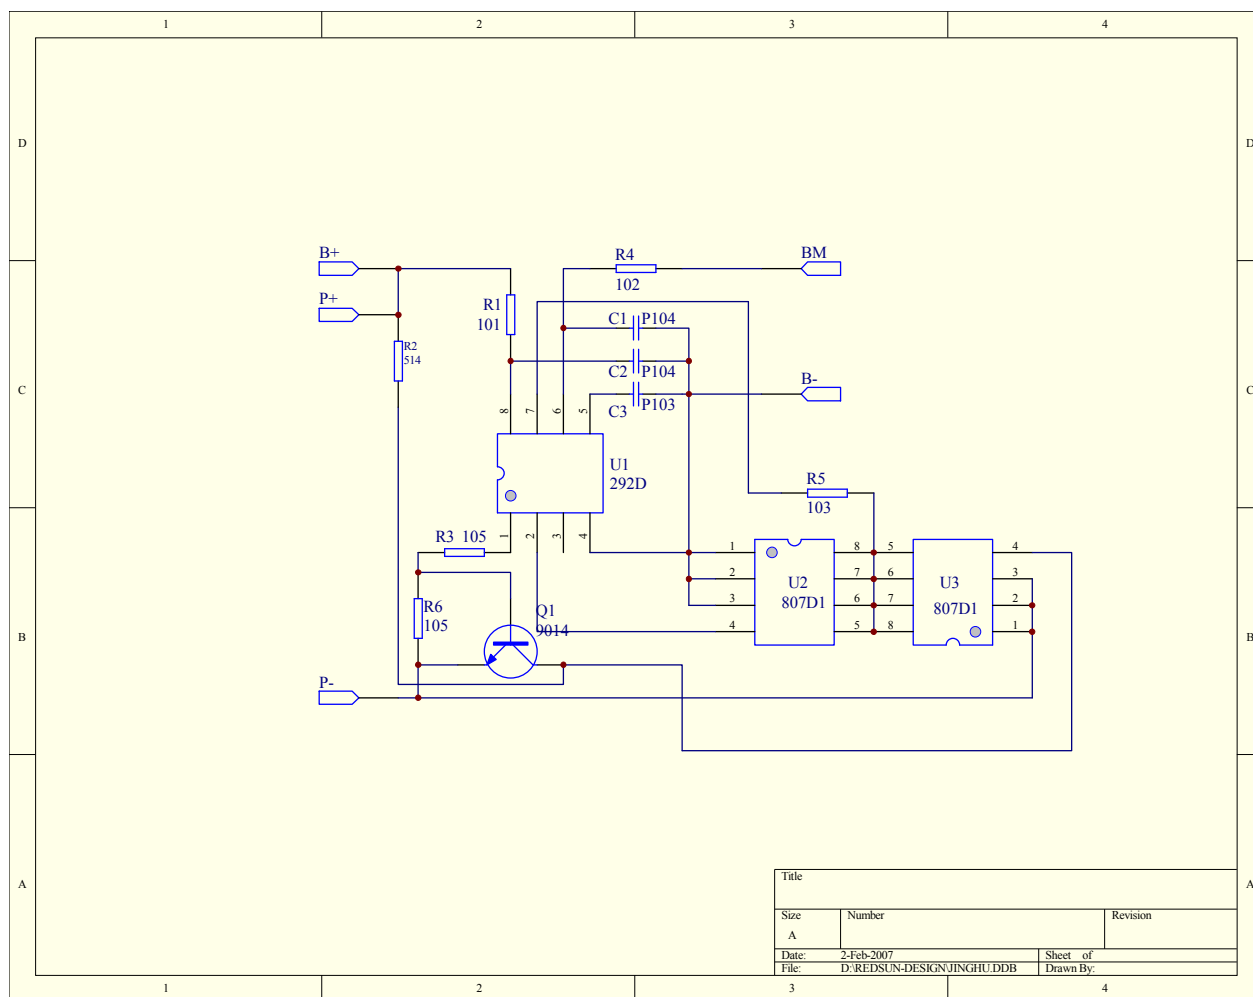 1 2 3 4
D D
B+ R4 BM
102
P+ R1 C1 P104
101
R2
514
C2 P104
C C
B-
C3 P103
8 7 6 5
U1
292D
R5
103
1 2 3 4
R3 105
1 8 5 4
2 7 6 3
U2 U3
807D1 807D1
3 6 7 2
4 5 8 1
R6
105
Q1
9014
B B
P-
A A
Title
Size Number Revision
A
Date: 2-Feb-2007 Sheet of
File: D:\REDSUN-DESIGN\JINGHU.DDB Drawn By:
1 2 3 4